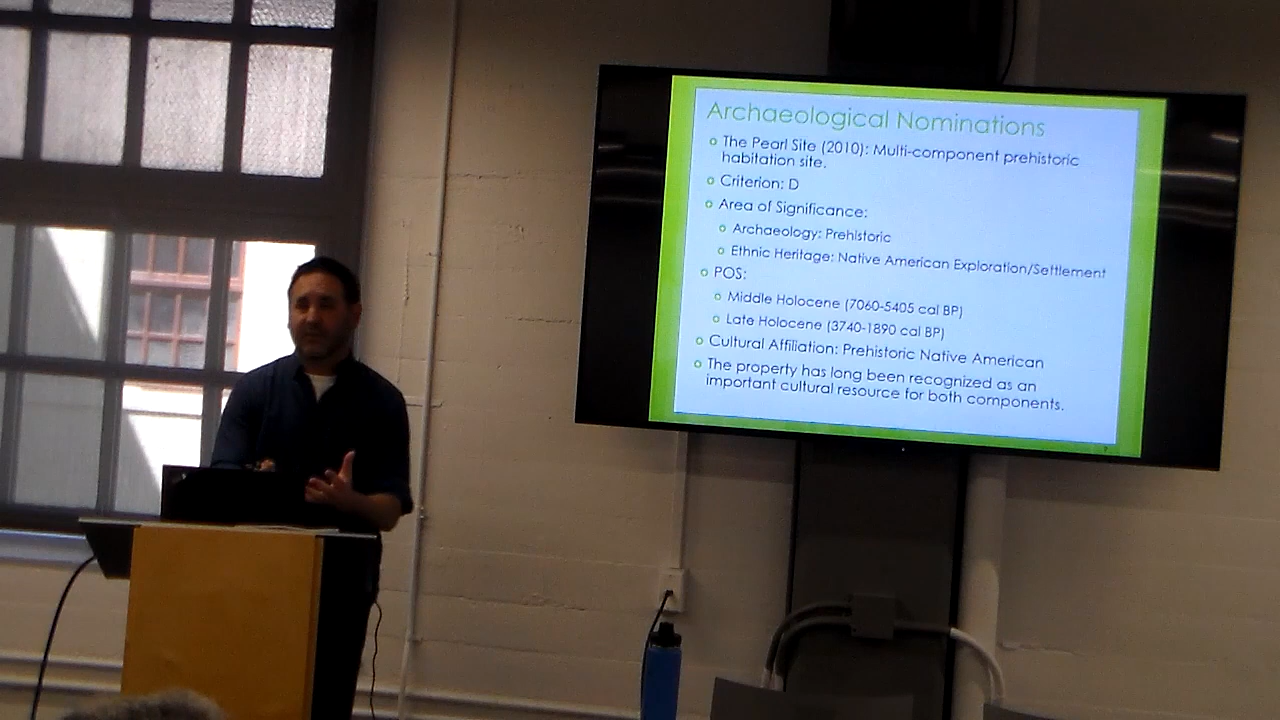 Archaeological Nominations
The Pearl Site (2010): Multi-component prehistoric
habitation site.
Criterion: D
Area of Significance:
Archaeology: Prehistoric
Ethnic Heritage: Native American Exploration/Settlement
POS:
Middle Holocene (7060-5405 cal BP)
Late Holocene (3740-1890 cal BP)
Cultural Affiliation: Prehistoric Native American
The property has long been recognized as an
important cultural resource for both components.